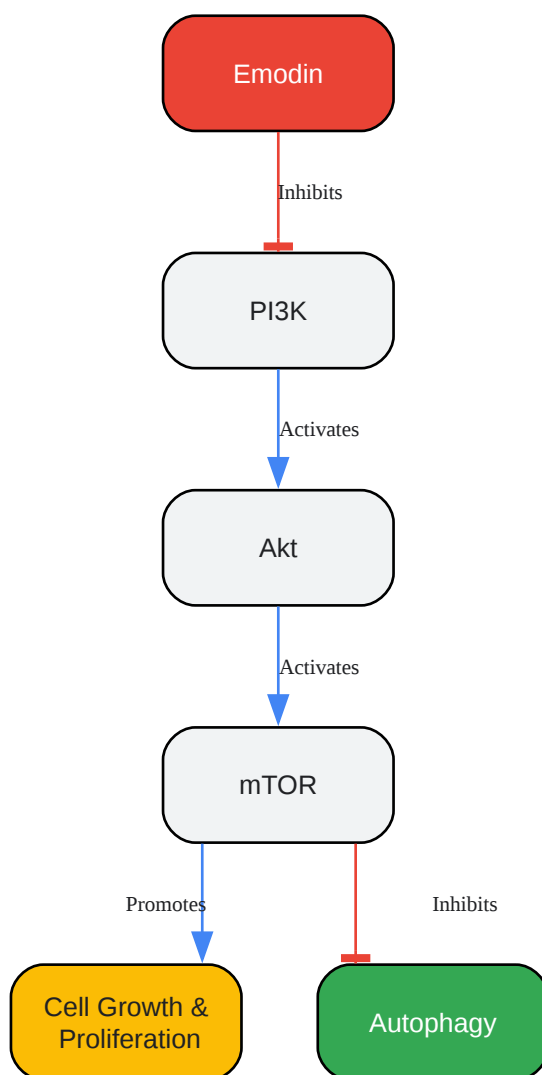 Emodin
Inhibits
PI3K
Activates
Akt
Activates
mTOR
Promotes
Inhibits
Cell Growth &
Proliferation
Autophagy